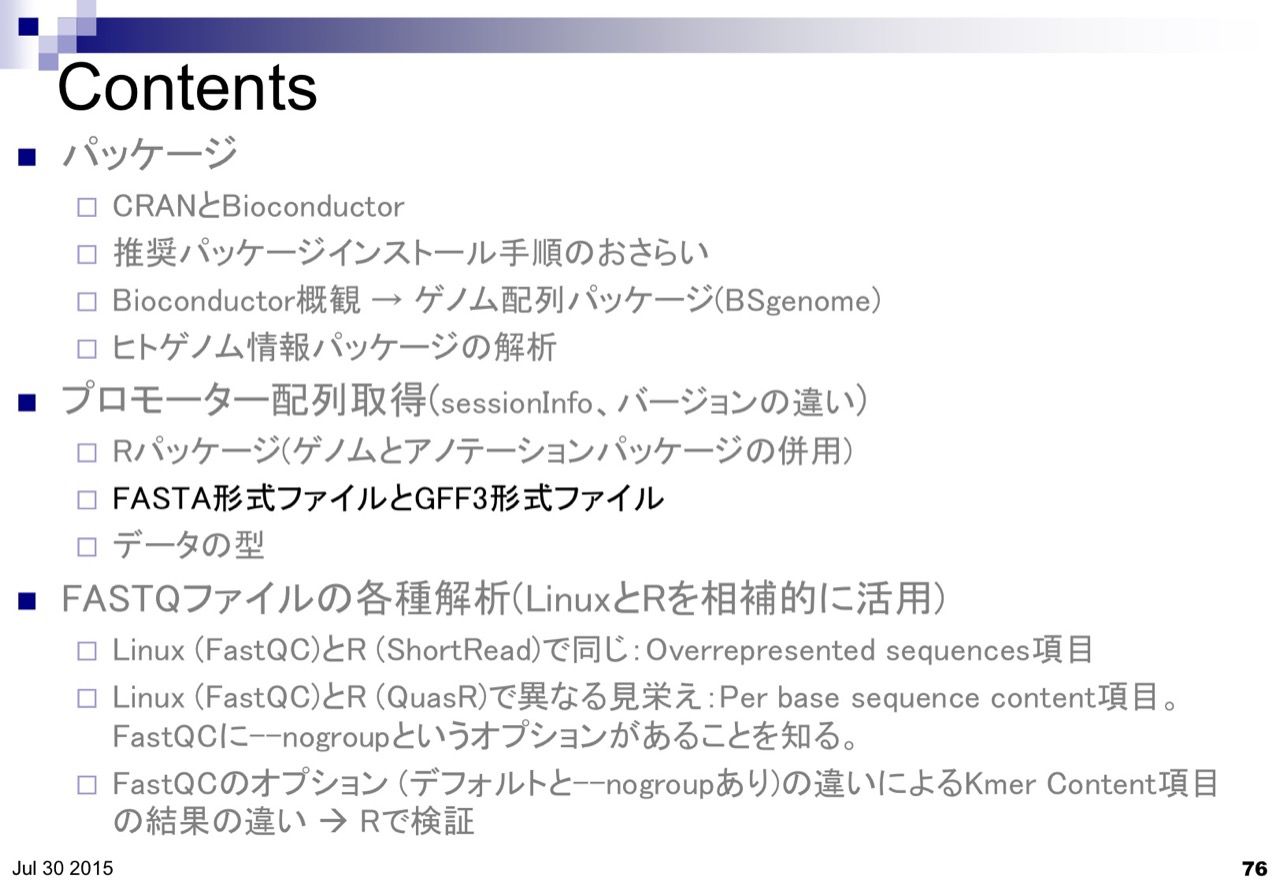 Contents
パッケージ
CRANとBioconductor
推奨パッケージインストール手順のおさらい
Bioconductor概観 → ゲノム配列パッケージ(BSgenome)
ヒトゲノム情報パッケージの解析
プロモーター配列取得(sessionInfo、バージョンの違い)
Rパッケージ(ゲノムとアノテーションパッケージの併用)
FASTA形式ファイルとGFF3形式ファイル
データの型
FASTQファイルの各種解析(LinuxとRを相補的に活用)
Linux (FastQC)とR (ShortRead)で同じ：Overrepresented sequences項目
Linux (FastQC)とR (QuasR)で異なる見栄え：Per base sequence content項目。
FastQCに--nogroupというオプションがあることを知る。
FastQCのオプション (デフォルトと--nogroupあり)の違いによるKmer Content項目
の結果の違い → Rで検証
Jul 30 2015
76